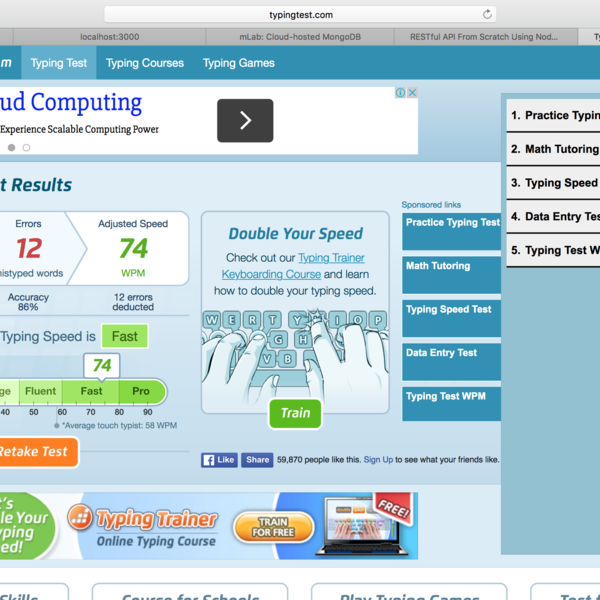 typingtest.com
localhost:3000
mLab: Cloud-hosted MongoDB
RESTful API From Scratch Using Nod...
Ty
m
Typing Test
Typing Courses
Typing Games
ud Computing
Experience Scalable Computing Power
t Results
Errors
Adjusted Speed
12
74
histyped words
WPM
Accuracy
86%
12 errors
deducted
Typing Speed is
Fast
74
ge
Fluent
Fast
Pro
40 50 60 70 80 90
*Average touch typist: 58 WPM
Retake Test
Double Your Speed
Check out our Typing Trainer
Keyboarding Course and learn
how to double your typing speed.
W E R T Y I O P
G H
V B
Train
Sponsored links
Practice Typing Test
Math Tutoring
Typing Speed Test
Data Entry Test
Typing Test WPM
1. Practice Typin
2. Math Tutoring
3. Typing Speed
4. Data Entry Tes
5. Typing Test W
Like
Share
59,870 people like this. Sign Up to see what your friends like.
t's
le Your
yping
ed!
Typing Trainer
Online Typing Course
TRAIN
FOR FREE
FREE!
Skills
Course for Schools
Play Typing Games
Test f